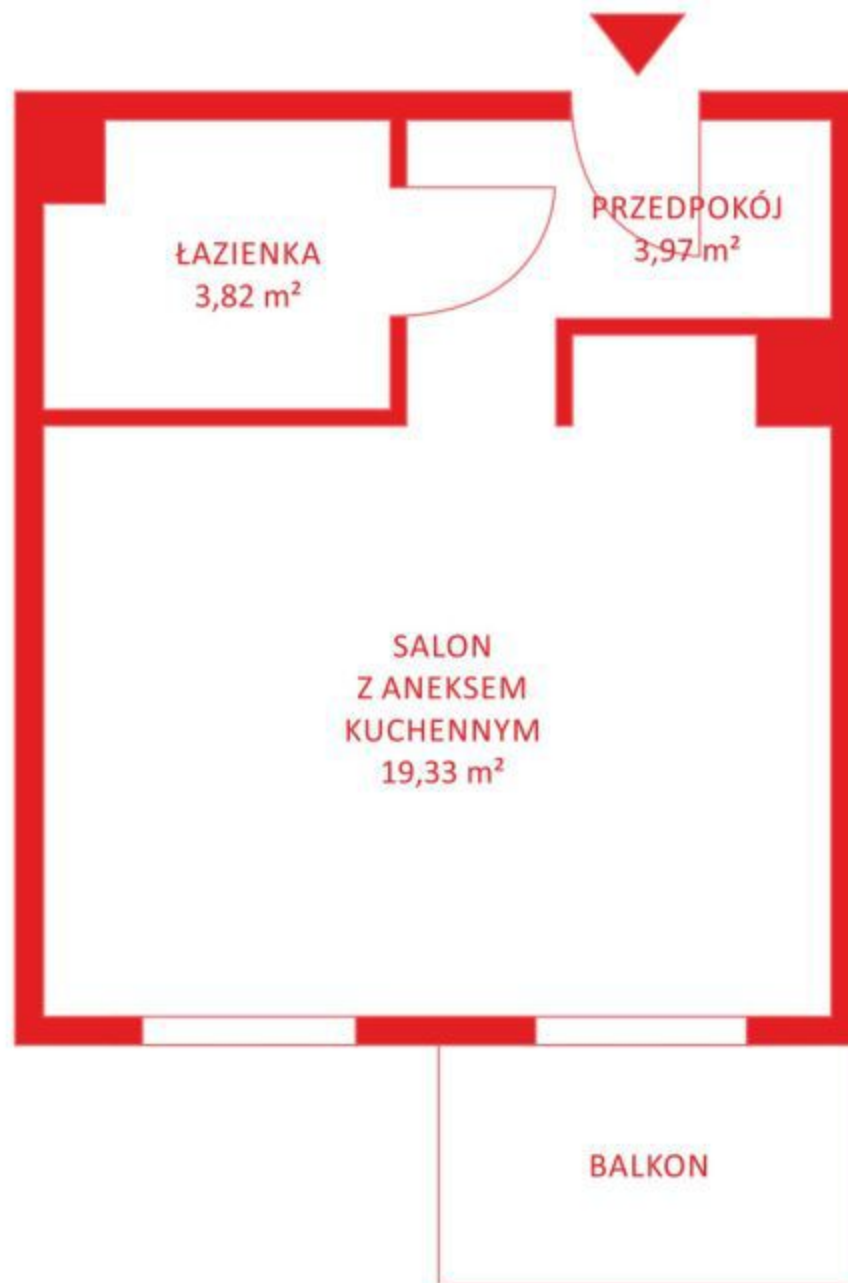 PRZEDPOKÓJ
3,97 m²
ŁAZIENKA
3,82 m²
SALON
Z ANEKSEM
KUCHENNYM
19,33 m²
BALKON